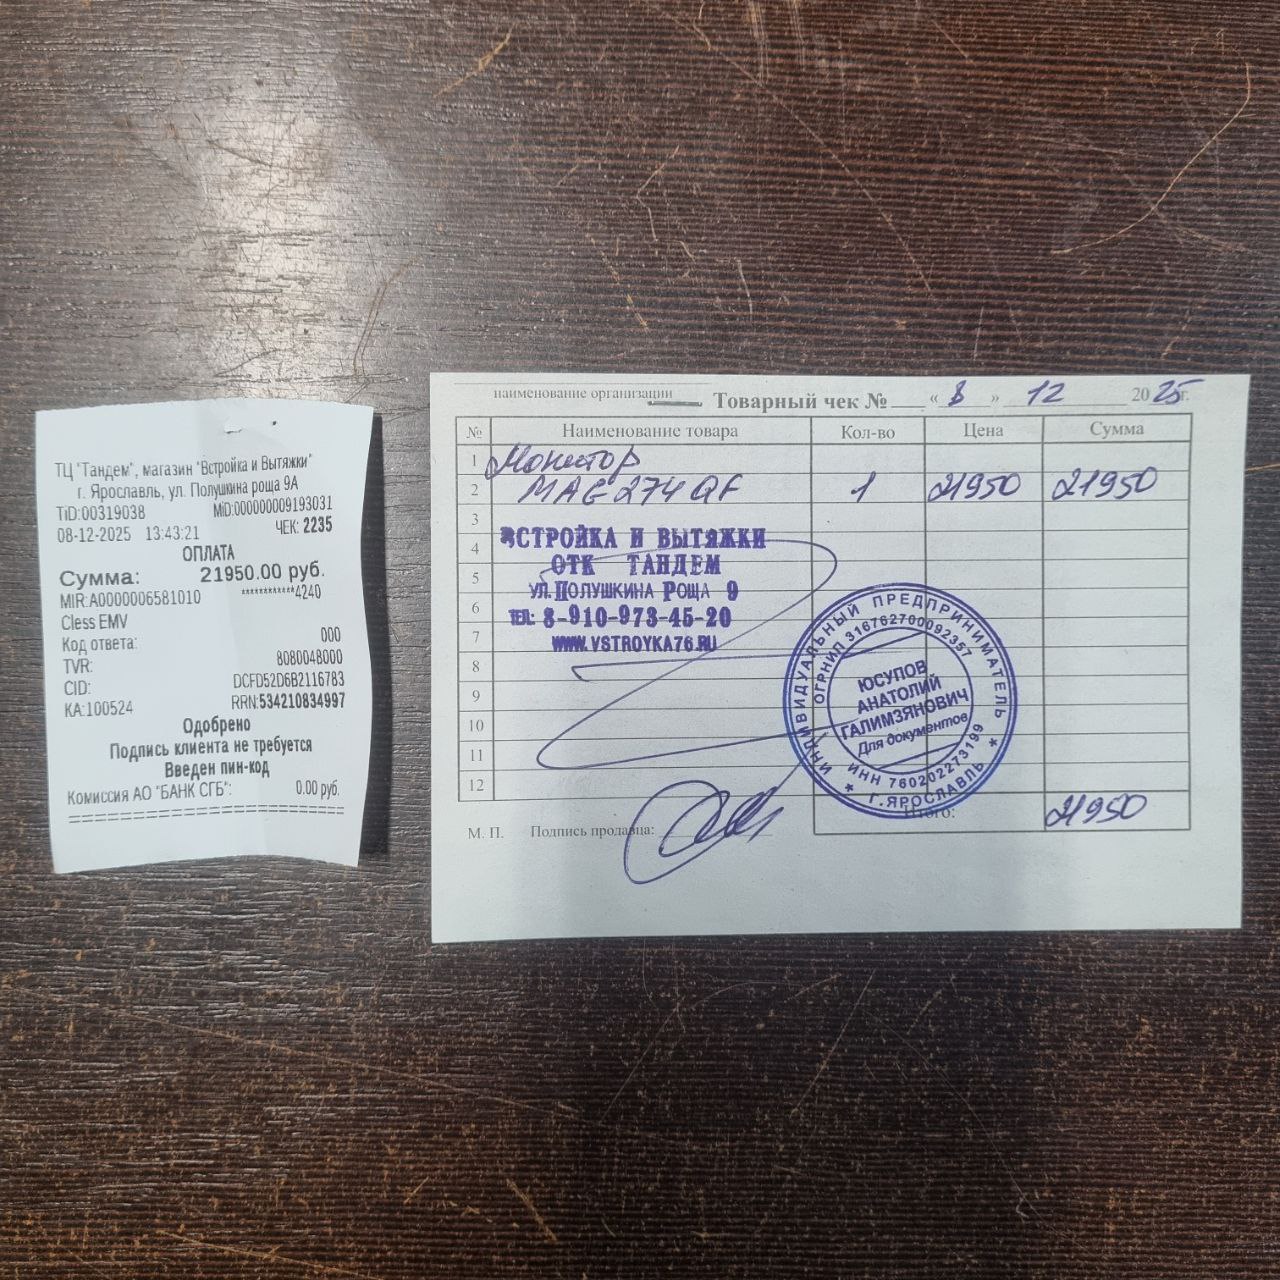 ТЦ "Тандем", магазин "Встройка и Вытяжки"
г. Ярославль, ул. Полушкина роща 9А
TiD:00319038 MiD:000000009193031
08-12-2025 13:43:21 ЧЕК: 2235
ОПЛАТА
Сумма: 21950.00 руб.
MIR:A0000006581010 ************4240
Cless EMV
Код ответа: 000
TVR: 8080048000
CID: DCFD52D6B2116783
КА:100524 RRN:534210834997
Одобрено
Подпись клиента не требуется
Введен пин-код
Комиссия АО "БАНК СГБ": 0.00 руб.
================================
наименование организации
Товарный чек № « 8 » 12 2025г.
№ Наименование товара Кол-во Цена Сумма
1 Монитор
2 MAG 274QF 1 21950 21950
3
4
5
6
7
8
9
10
11
12
Итого: 21950
М. П. Подпись продавца:
ВСТРОЙКА И ВЫТЯЖКИ
ОТК ТАНДЕМ
УЛ. ПОЛУШКИНА РОЩА 9
ТЕЛ: 8-910-973-45-20
WWW.VSTROYKA76.RU
ИНДИВИДУАЛЬНЫЙ ПРЕДПРИНИМАТЕЛЬ
ОГРНИП 316762700092357
ЮСУПОВ
АНАТОЛИЙ
ГАЛИМЗЯНОВИЧ
Для документов
ИНН 760202273199
* Г.ЯРОСЛАВЛЬ *